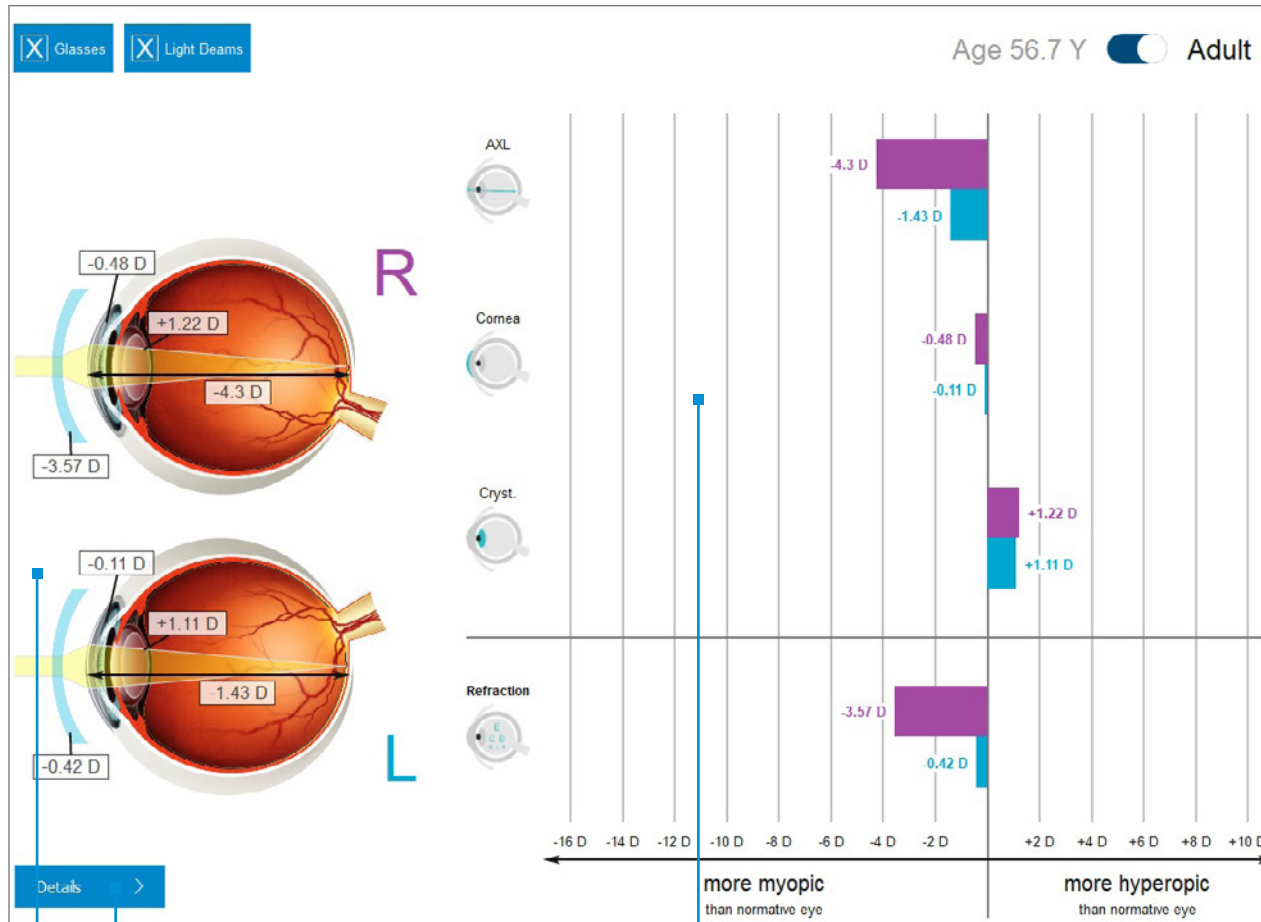 X Glasses
X Light Deams
Age 56.7 Y
Adult
R
-0.48 D
+1.22 D
-4.3 D
-3.57 D
-0.11 D
+1.11 D
-1.43 D
-0.42 D
L
Details >
AXL
-4.3 D
-1.43 D
Cornea
-0.48 D
-0.11 D
Cryst.
+1.22 D
+1.11 D
Refraction
E
C D
-3.57 D
-0.42 D
-16 D -14 D -12 D -10 D -8 D -6 D -4 D -2 D +2 D +4 D +6 D +8 D +10 D
more myopic
than normative eye
more hyperopic
than normative eye